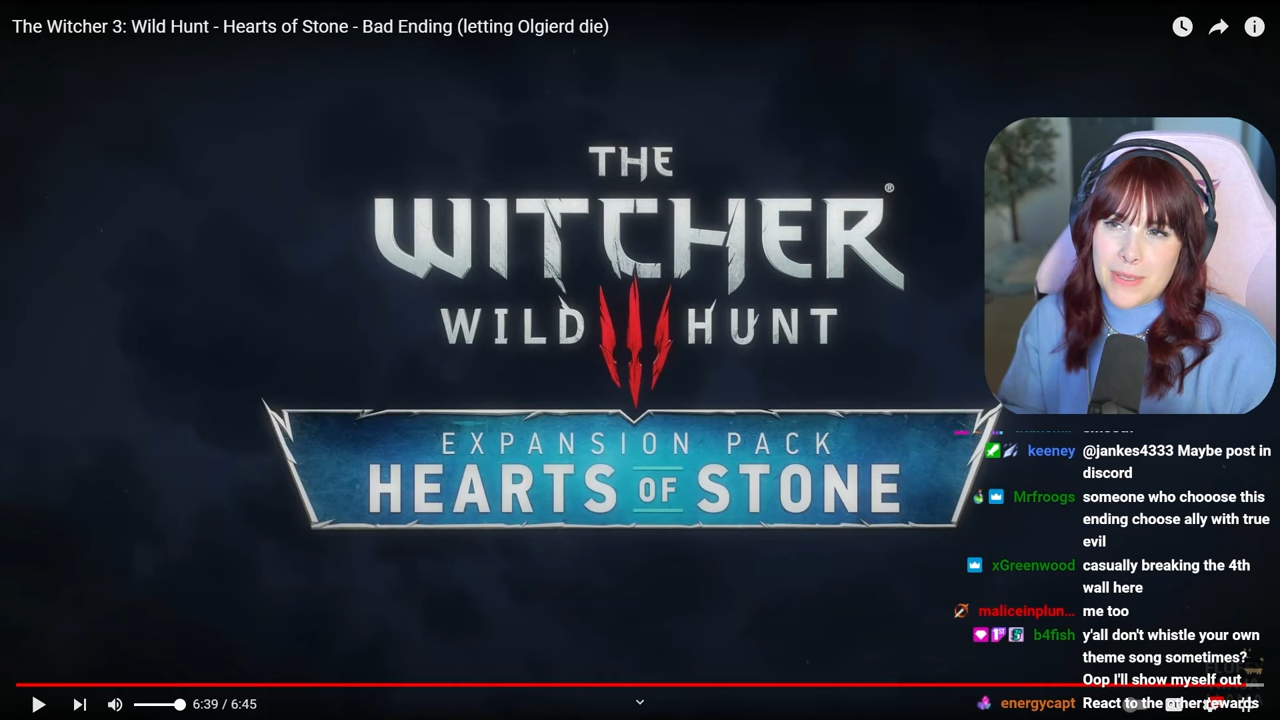 The Witcher 3: Wild Hunt - Hearts of Stone - Bad Ending (letting Olgierd die)
THE
WITCHER®
WILD HUNT
EXPANSION PACK
HEARTS OF STONE
keeney @jankes4333 Maybe post in
discord
Mrfroogs someone who chooose this
ending choose ally with true
evil
xGreenwood casually breaking the 4th
wall here
maliceinplun... me too
b4fish y'all don't whistle your own
theme song sometimes?
Oop I'll show myself out
energycapt React to the other rewards
6:39 / 6:45